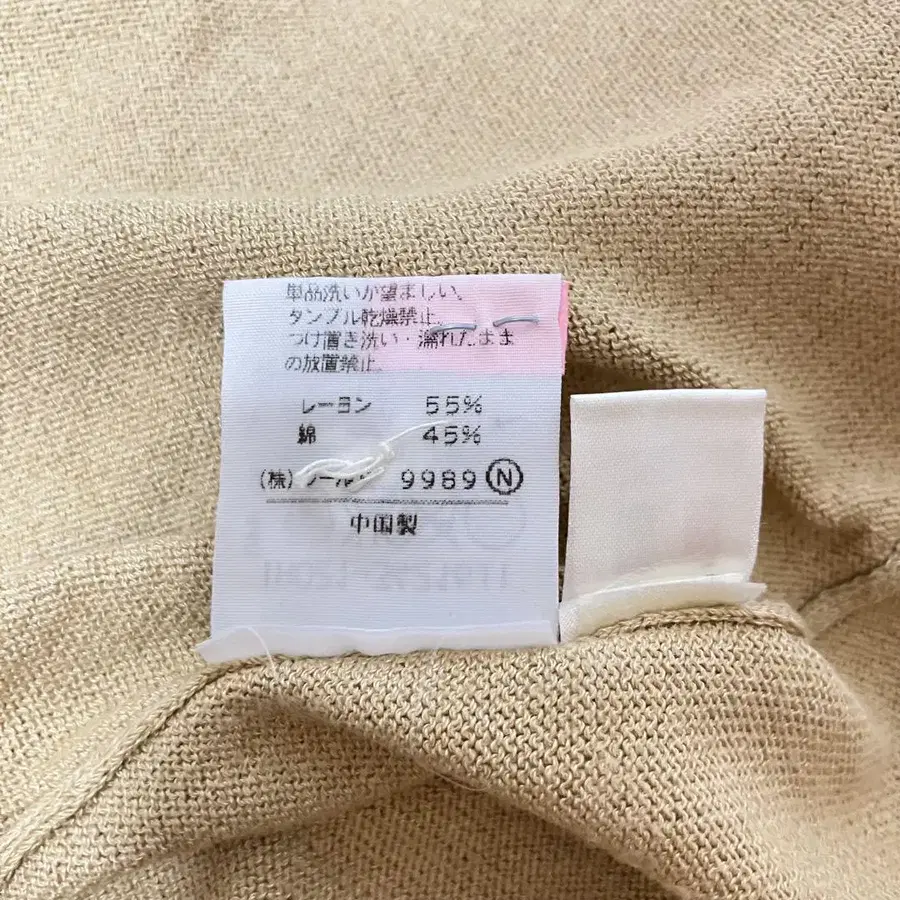 単品洗いが望ましい。
タンブル乾燥禁止。
つけ置き洗い・濡れたまま
の放置禁止。
レーヨン 55%
綿 45%
(株) 9989 Ⓝ
中国製